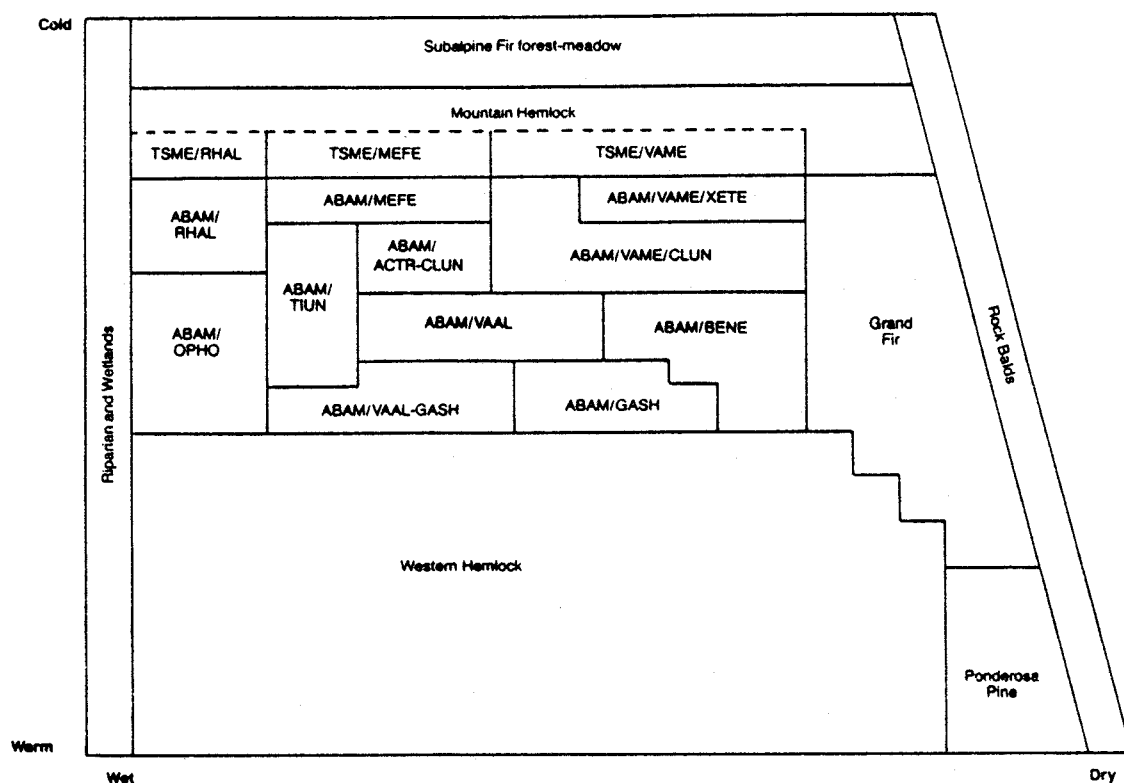 Cold
Subalpine Fir forest-meadow
Mountain Hemlock
TSME/RHAL
TSME/MEFE
TSME/VAME
ABAM/MEFE
ABAM/VAME/XETE
ABAM/
RHAL
ABAM/
ACTR-CLUN
ABAM/VAME/CLUN
ABAM/
TIUN
ABAM/VAAL
ABAM/BENE
Grand
Fir
Rock Balds
ABAM/
OPHO
ABAM/VAAL-GASH
ABAM/GASH
Riparian and Wetlands
Western Hemlock
Ponderosa
Pine
Warm
Wet
Dry